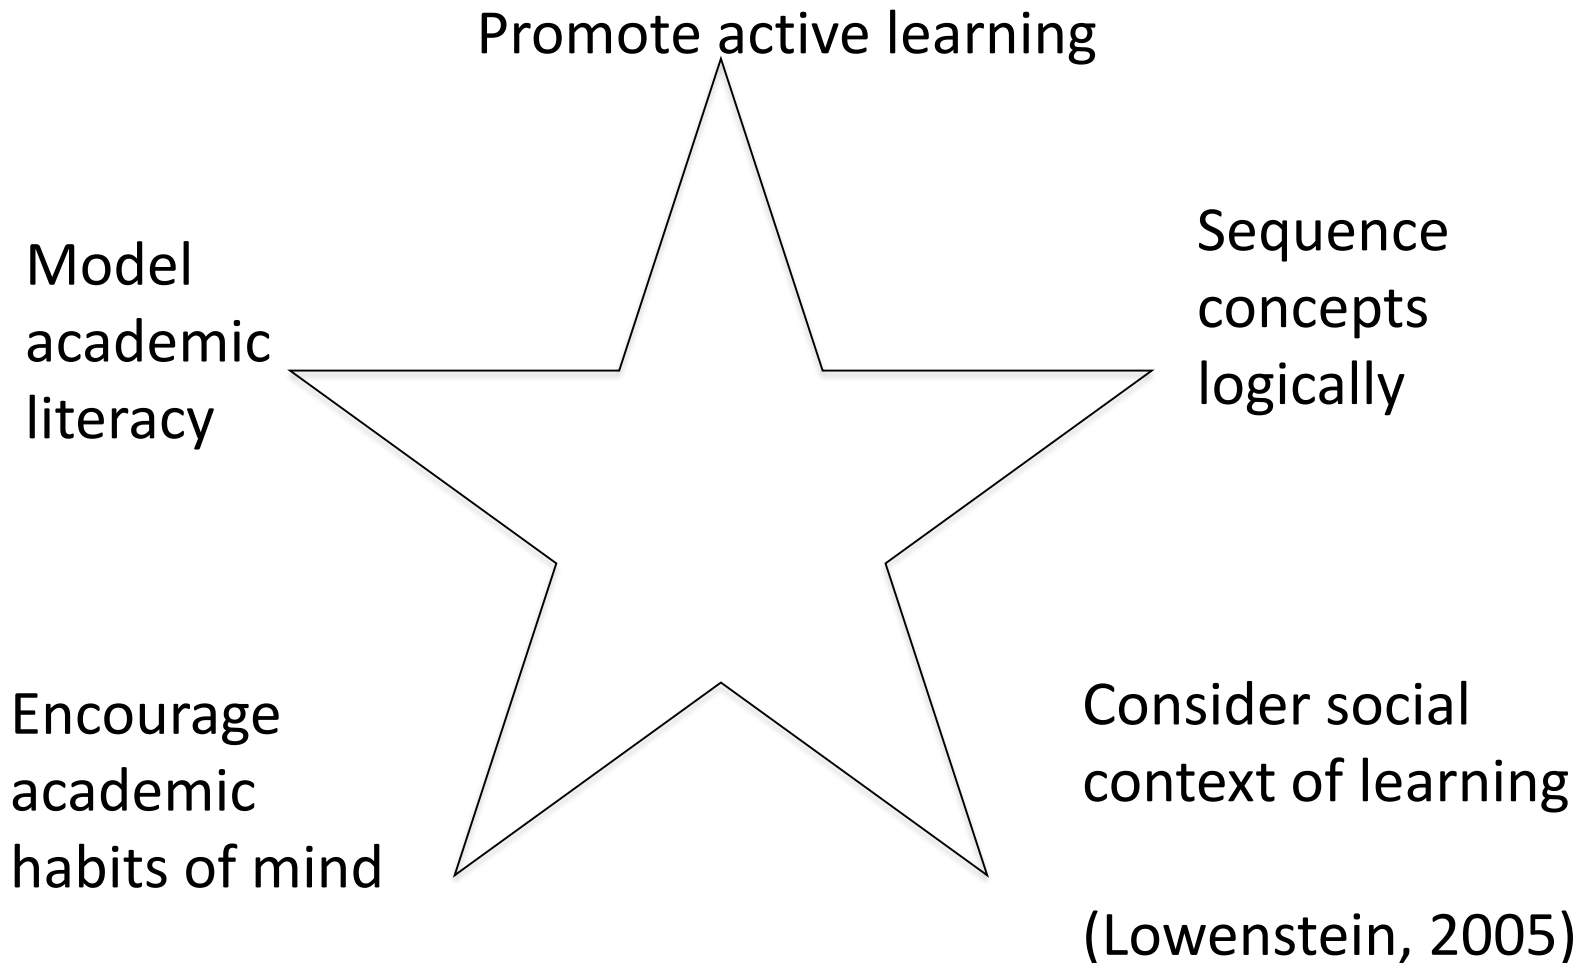 Promote active learning
Model
academic
literacy
Sequence
concepts
logically
Encourage
academic
habits of mind
Consider social
context of learning
(Lowenstein, 2005)